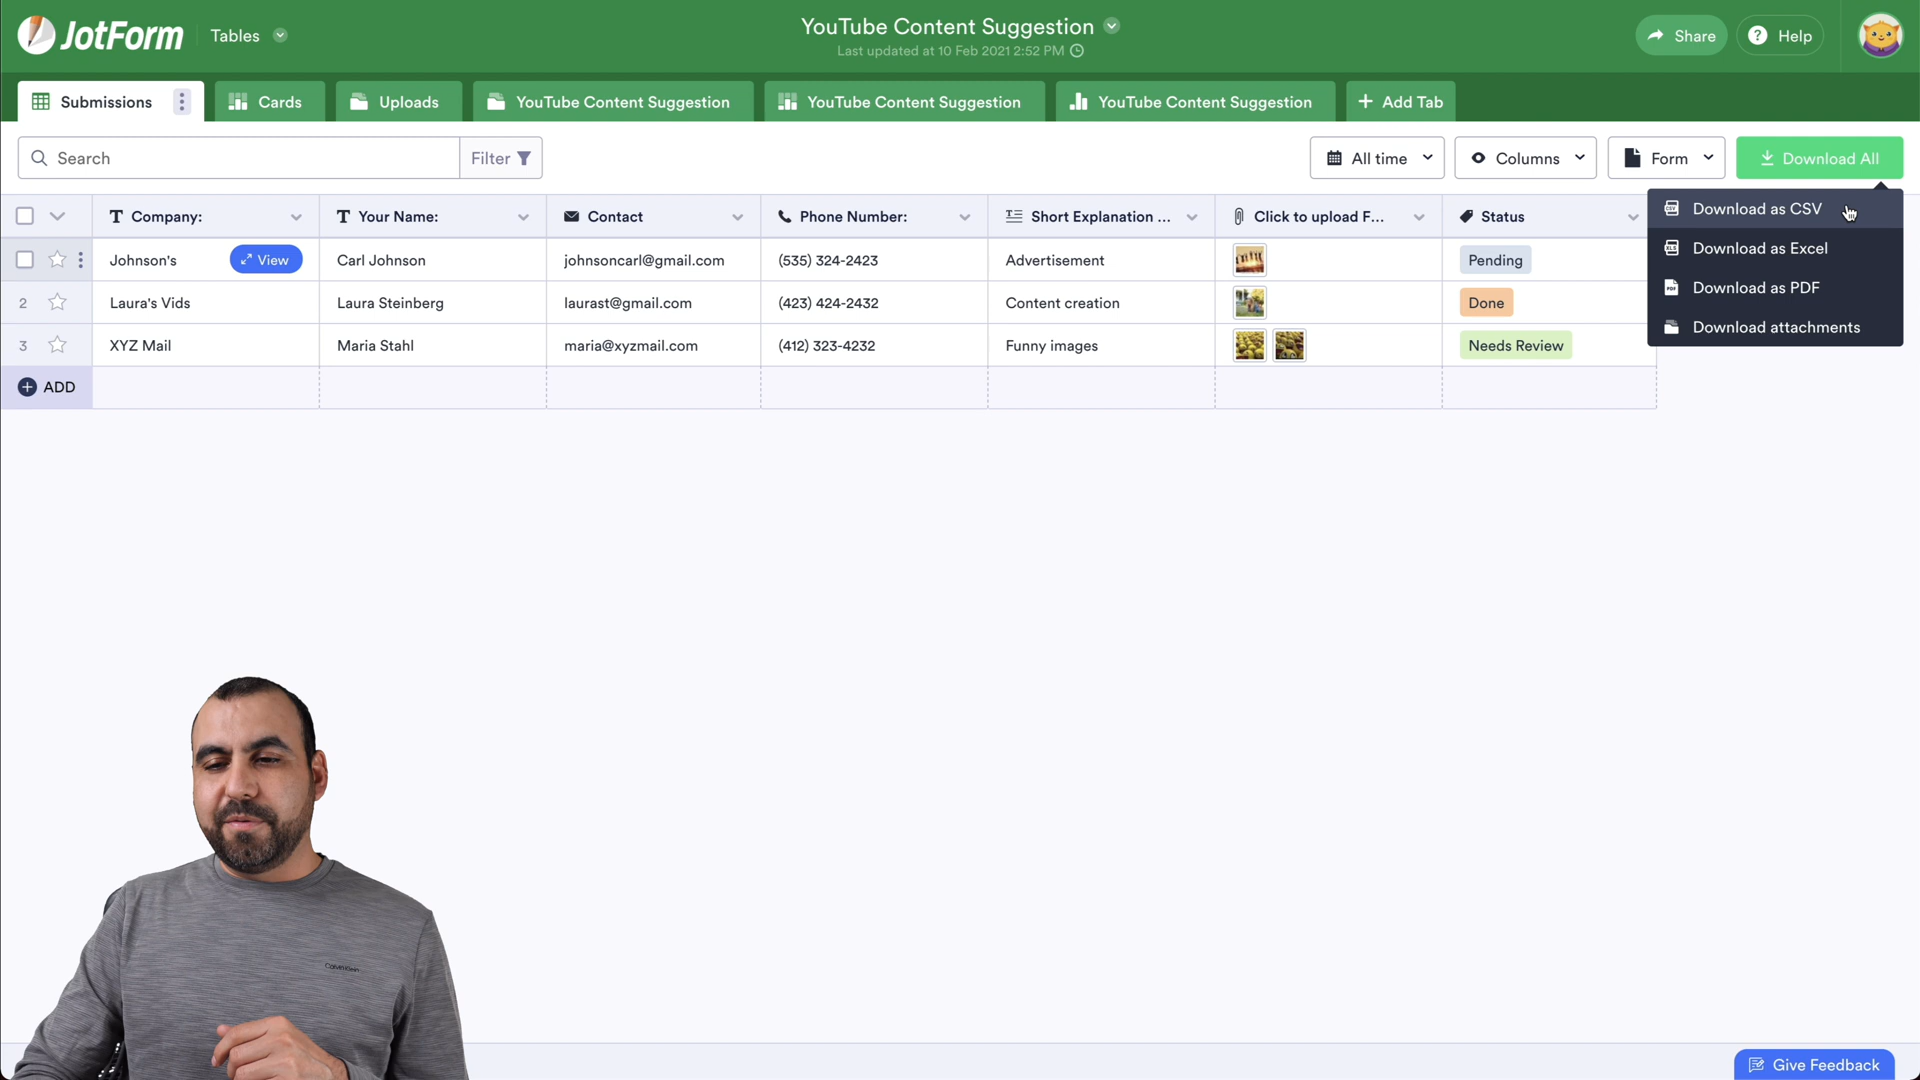 JotForm Tables
YouTube Content Suggestion
Last updated at 10 Feb 2021 2:52 PM
Share
Help
Submissions
Cards
Uploads
YouTube Content Suggestion
YouTube Content Suggestion
YouTube Content Suggestion
Add Tab
Search
Filter
All time
Columns
Form
Download All
Company: Your Name: Contact Phone Number: Short Explanation ... Click to upload F... Status
Johnson's View Carl Johnson johnsoncarl@gmail.com (535) 324-2423 Advertisement Pending
2 Laura's Vids Laura Steinberg laurast@gmail.com (423) 424-2432 Content creation Done
3 XYZ Mail Maria Stahl maria@xyzmail.com (412) 323-4232 Funny images Needs Review
ADD
CSV Download as CSV
XLS Download as Excel
PDF Download as PDF
Download attachments
Calvin Klein
Give Feedback